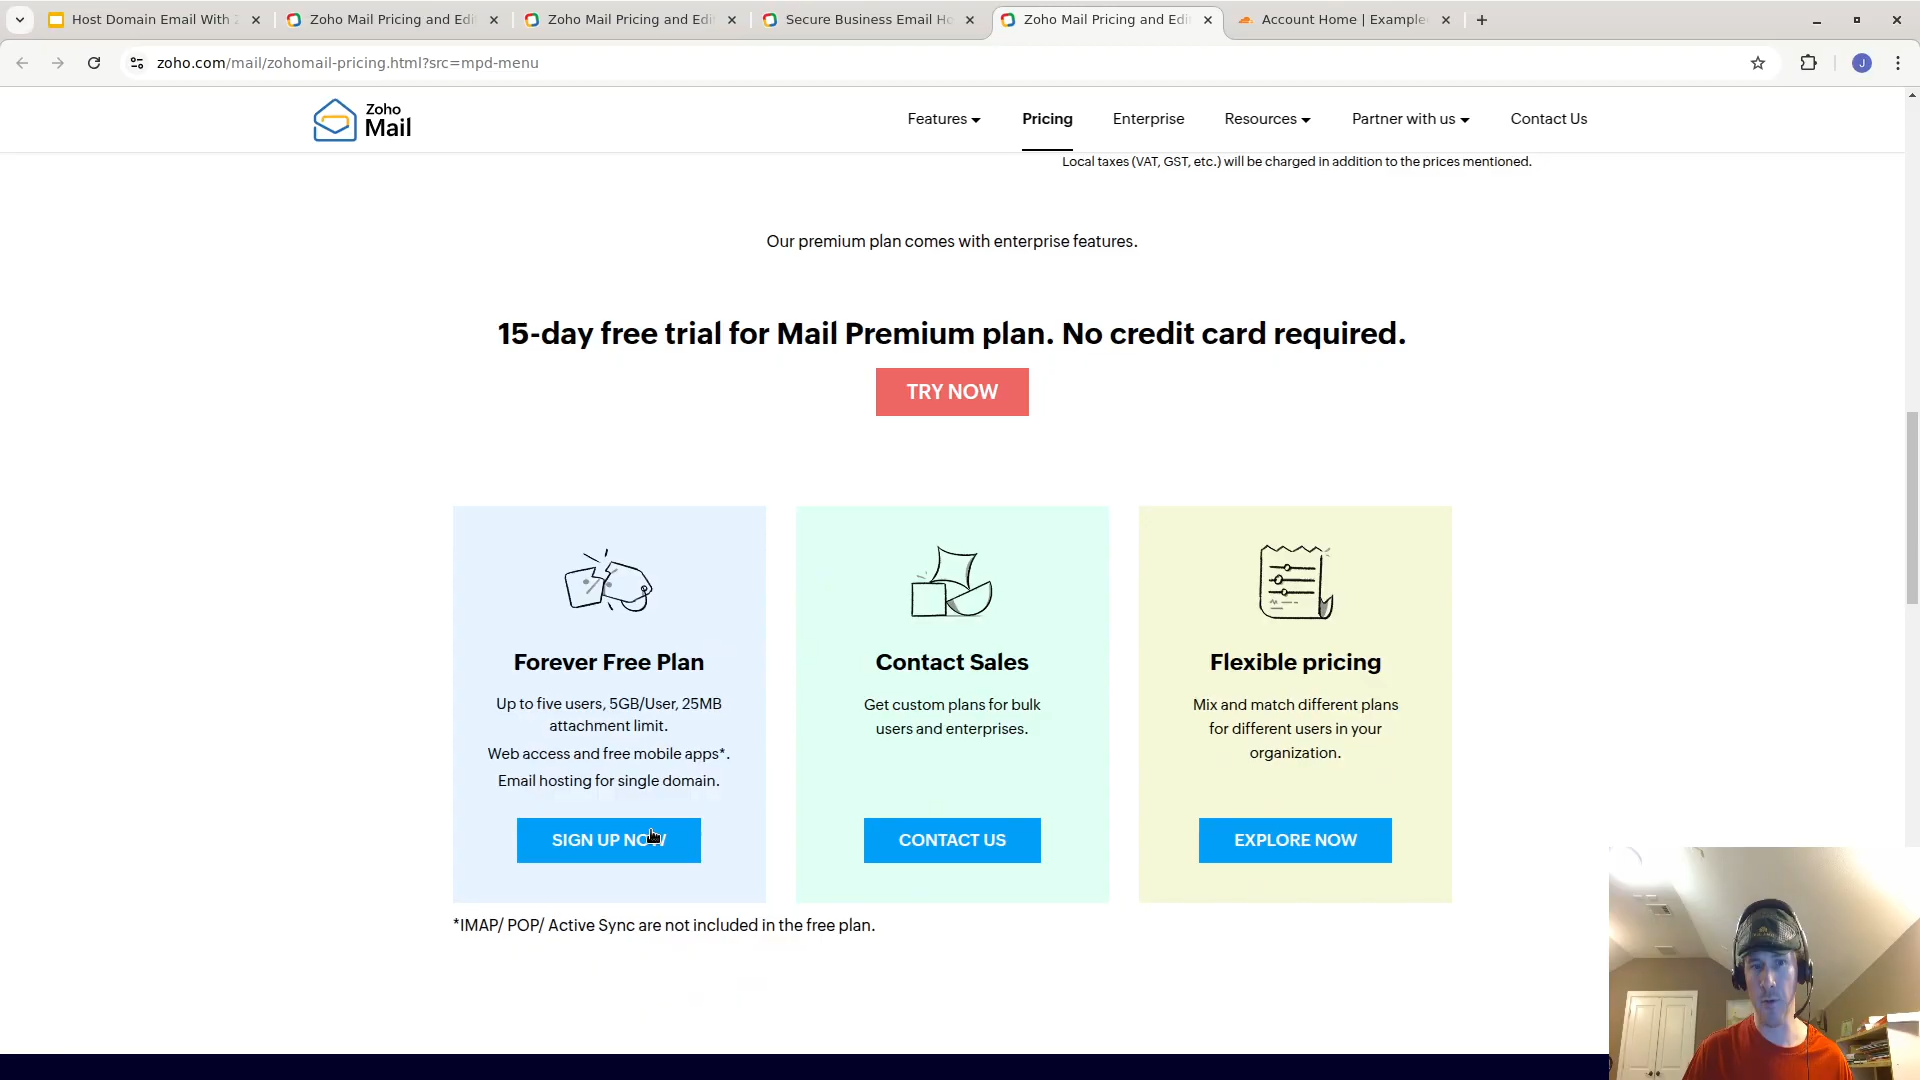 Host Domain Email With
Zoho Mail Pricing and Edi
Zoho Mail Pricing and Edi
Secure Business Email Ho
Zoho Mail Pricing and Edi
Account Home | Example
zoho.com/mail/zohomail-pricing.html?src=mpd-menu
J
Zoho
Mail
Features
Pricing
Enterprise
Resources
Partner with us
Contact Us
Local taxes (VAT, GST, etc.) will be charged in addition to the prices mentioned.
Our premium plan comes with enterprise features.
15-day free trial for Mail Premium plan. No credit card required.
TRY NOW
Forever Free Plan
Up to five users, 5GB/User, 25MB
attachment limit.
Web access and free mobile apps*.
Email hosting for single domain.
SIGN UP NOW
Contact Sales
Get custom plans for bulk
users and enterprises.
CONTACT US
Flexible pricing
Mix and match different plans
for different users in your
organization.
EXPLORE NOW
*IMAP/ POP/ Active Sync are not included in the free plan.